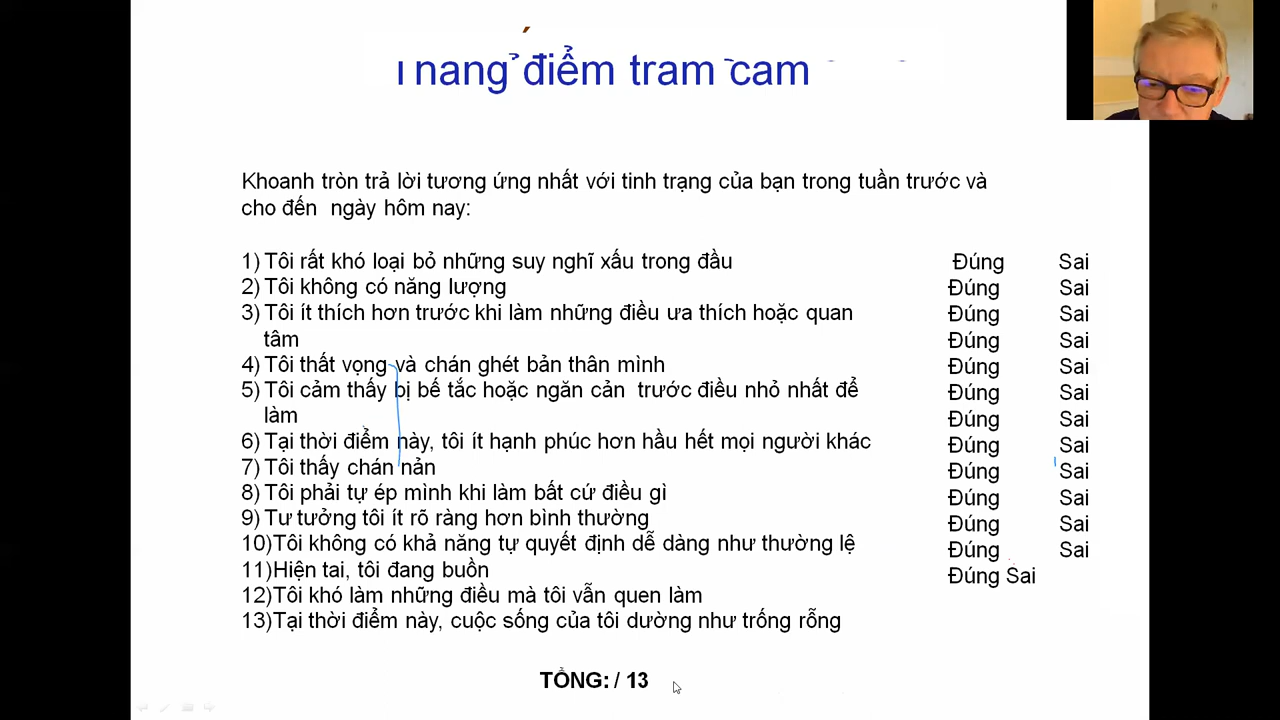 nang điểm tram cam
Khoanh tròn trả lời tương ứng nhất với tinh trạng của bạn trong tuần trước và
cho đến ngày hôm nay:
1) Tôi rất khó loại bỏ những suy nghĩ xấu trong đầu Đúng Sai
2) Tôi không có năng lượng Đúng Sai
3) Tôi ít thích hơn trước khi làm những điều ưa thích hoặc quan Đúng Sai
tâm Đúng Sai
4) Tôi thất vọng và chán ghét bản thân mình Đúng Sai
5) Tôi cảm thấy bị bế tắc hoặc ngăn cản trước điều nhỏ nhất để Đúng Sai
làm Đúng Sai
6) Tại thời điểm này, tôi ít hạnh phúc hơn hầu hết mọi người khác Đúng Sai
7) Tôi thấy chán nản Đúng Sai
8) Tôi phải tự ép mình khi làm bất cứ điều gì Đúng Sai
9) Tư tưởng tôi ít rõ ràng hơn bình thường Đúng Sai
10)Tôi không có khả năng tự quyết định dễ dàng như thường lệ Đúng Sai
11)Hiện tai, tôi đang buồn Đúng Sai
12)Tôi khó làm những điều mà tôi vẫn quen làm
13)Tại thời điểm này, cuộc sống của tôi dường như trống rỗng
TỔNG: / 13